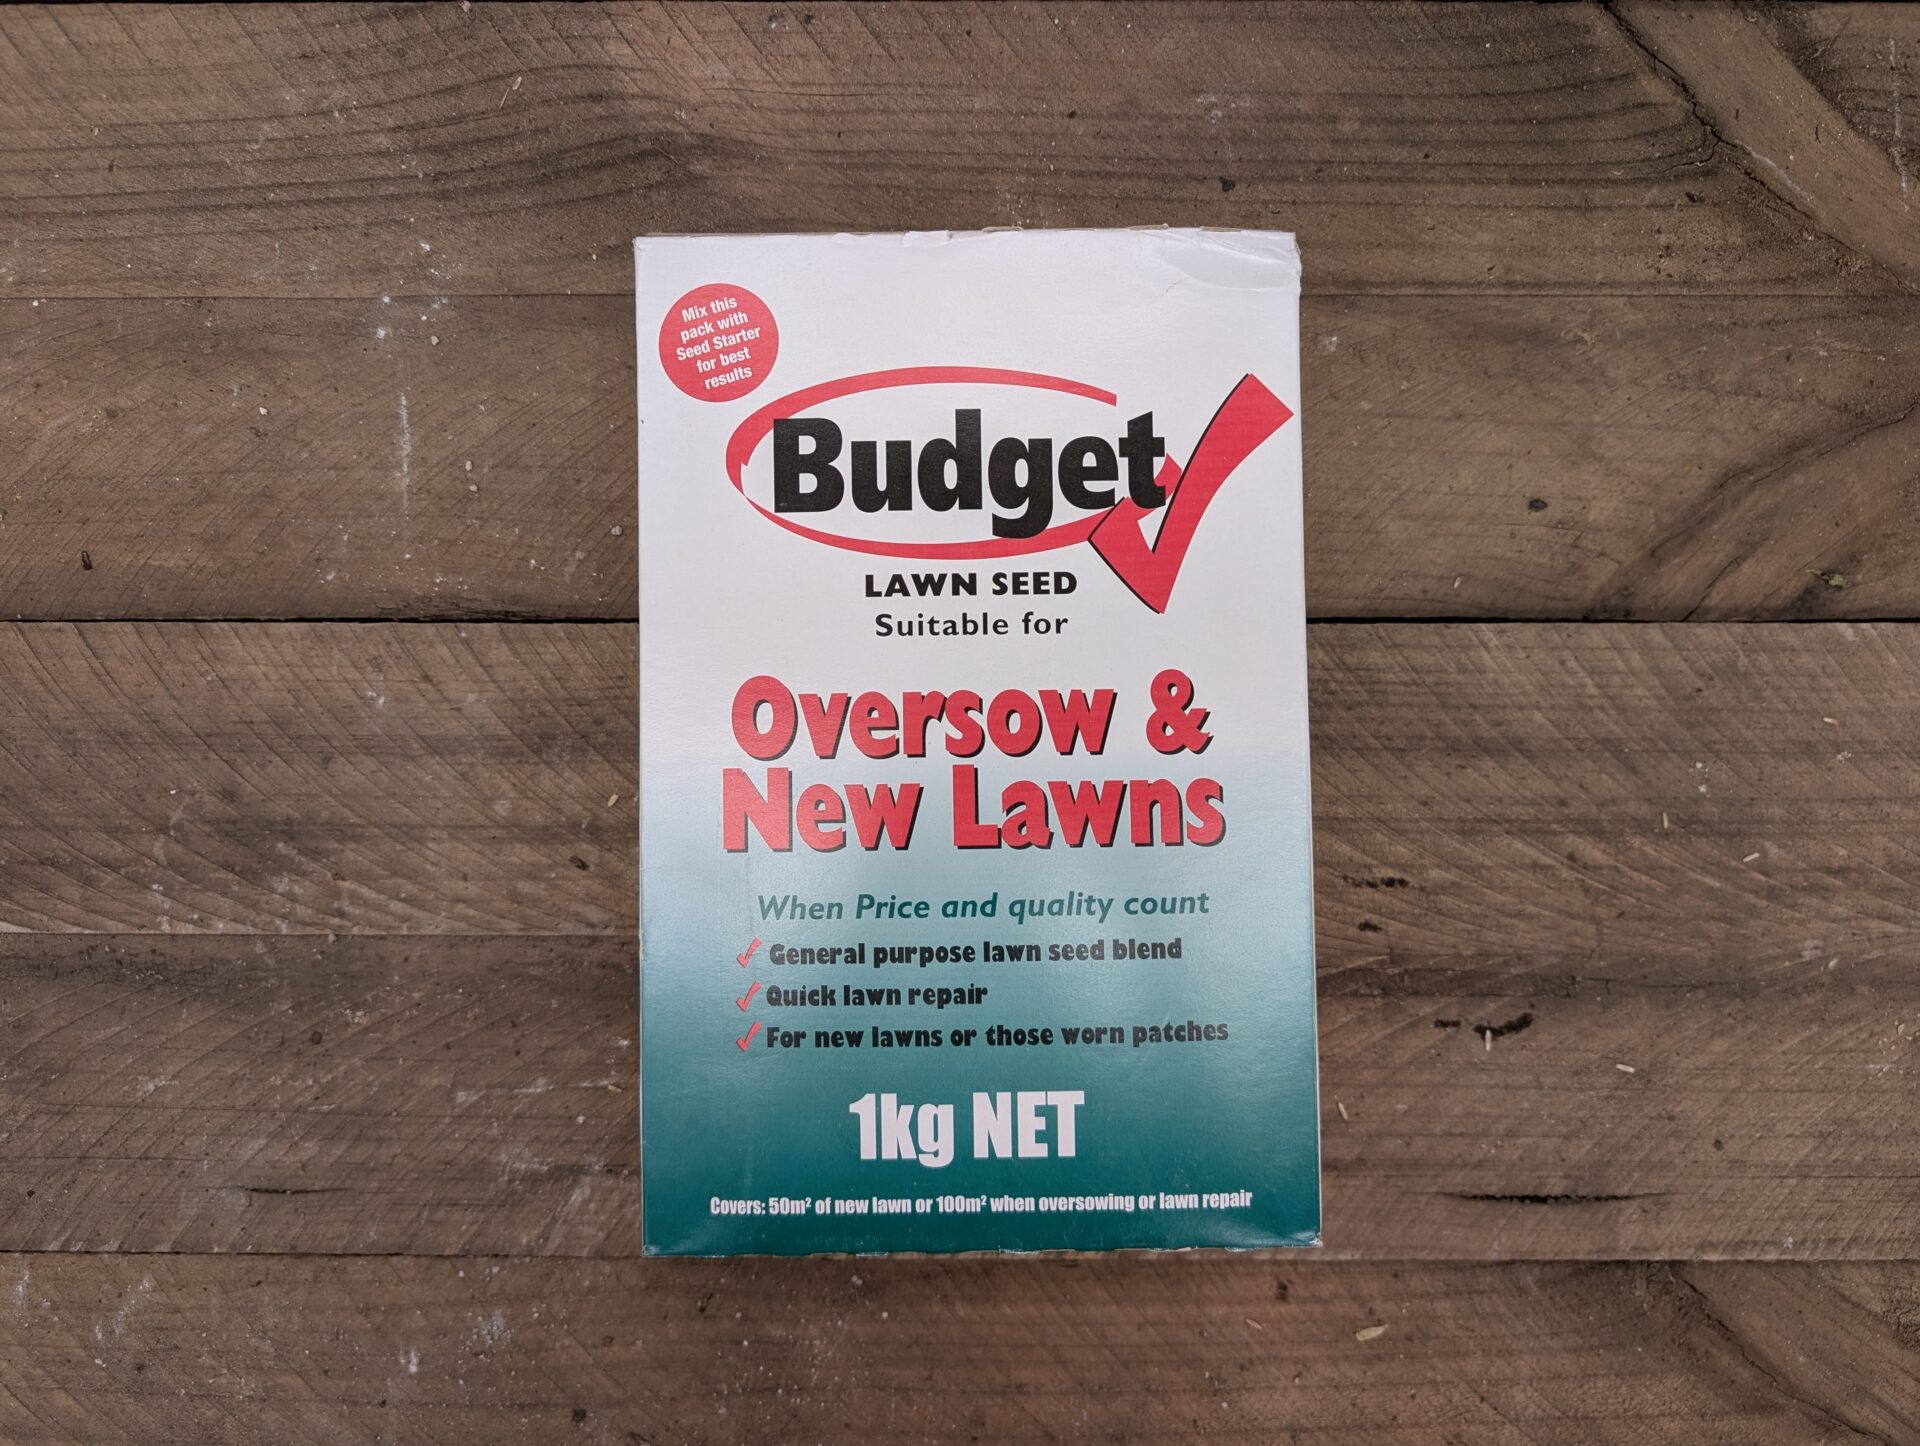 Mix this
pack with
Seed Starter
for best
results
Budget
LAWN SEED
Suitable for
Oversow &
New Lawns
When Price and quality count
General purpose lawn seed blend
Quick lawn repair
For new lawns or those worn patches
1kg NET
Covers: 50m² of new lawn or 100m² when oversowing or lawn repair